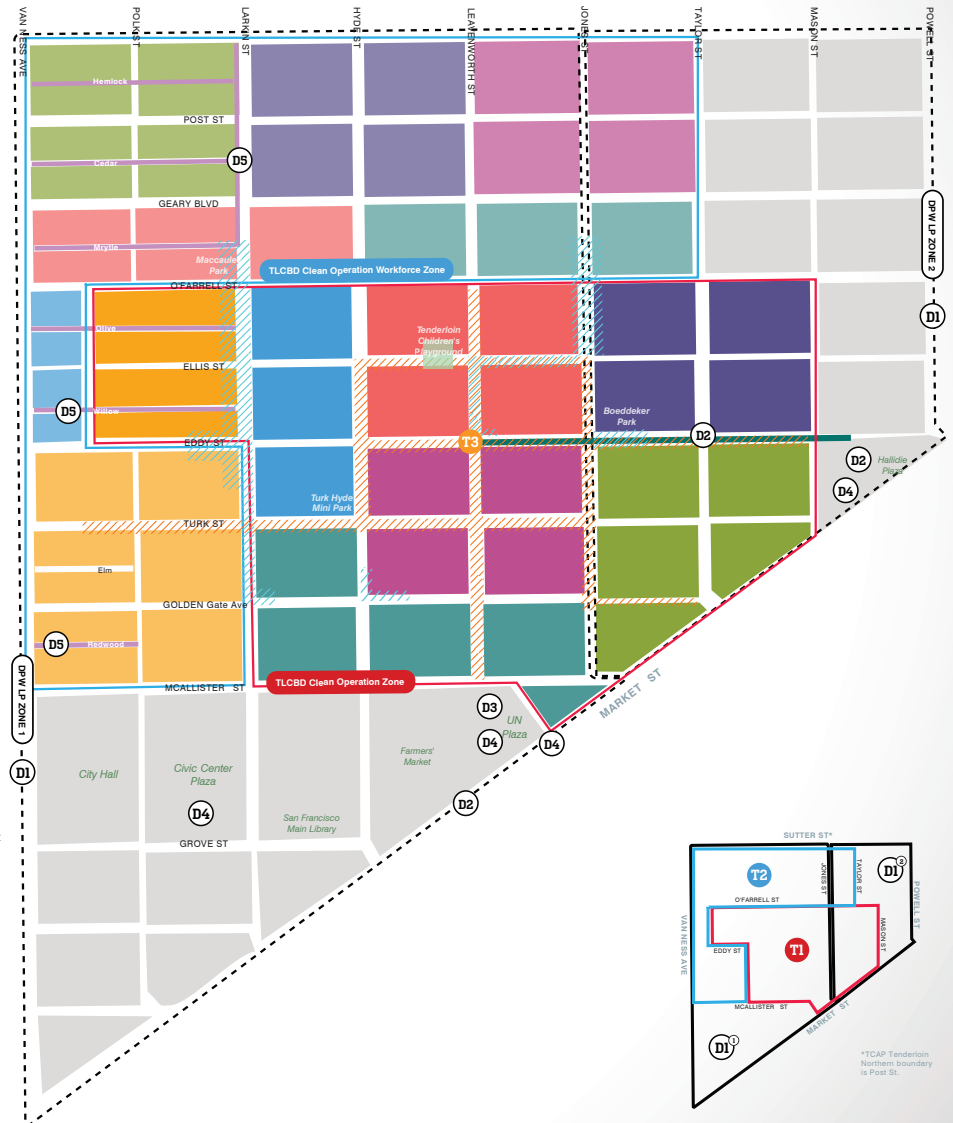 VAN NESS AVE
POLK ST
LARKIN ST
HYDE ST
LEAVENWORTH ST
JONES ST
TAYLOR ST
MASON ST
POWELL ST
Hemlock
POST ST
Cedar
D5
GEARY BLVD
DPW LP ZONE 2
Myrtle
Maccaule
Park
TLCBD Clean Operation Workforce Zone
O'FARRELL ST
D1
Olive
Tenderloin
Children's
Playground
ELLIS ST
D5
Willow
Boeddeker
Park
EDDY ST
T3
D2
D2
Hallidie
Plaza
D4
Turk Hyde
Mini Park
TURK ST
Elm
GOLDEN Gate Ave
D5
Redwood
DPW LP ZONE 1
MCALLISTER ST
TLCBD Clean Operation Zone
MARKET ST
D3
UN
Plaza
D4
D4
Farmers'
Market
D1
City Hall
Civic Center
Plaza
D4
D2
San Francisco
Main Library
GROVE ST
SUTTER ST*
T2
JONES ST
TAYLOR ST
D1 2
O'FARRELL ST
POWELL ST
VAN NESS AVE
EDDY ST
T1
MASON ST
MCALLISTER ST
MARKET ST
D1 1
*TCAP Tenderloin
Northern boundary
is Post St.